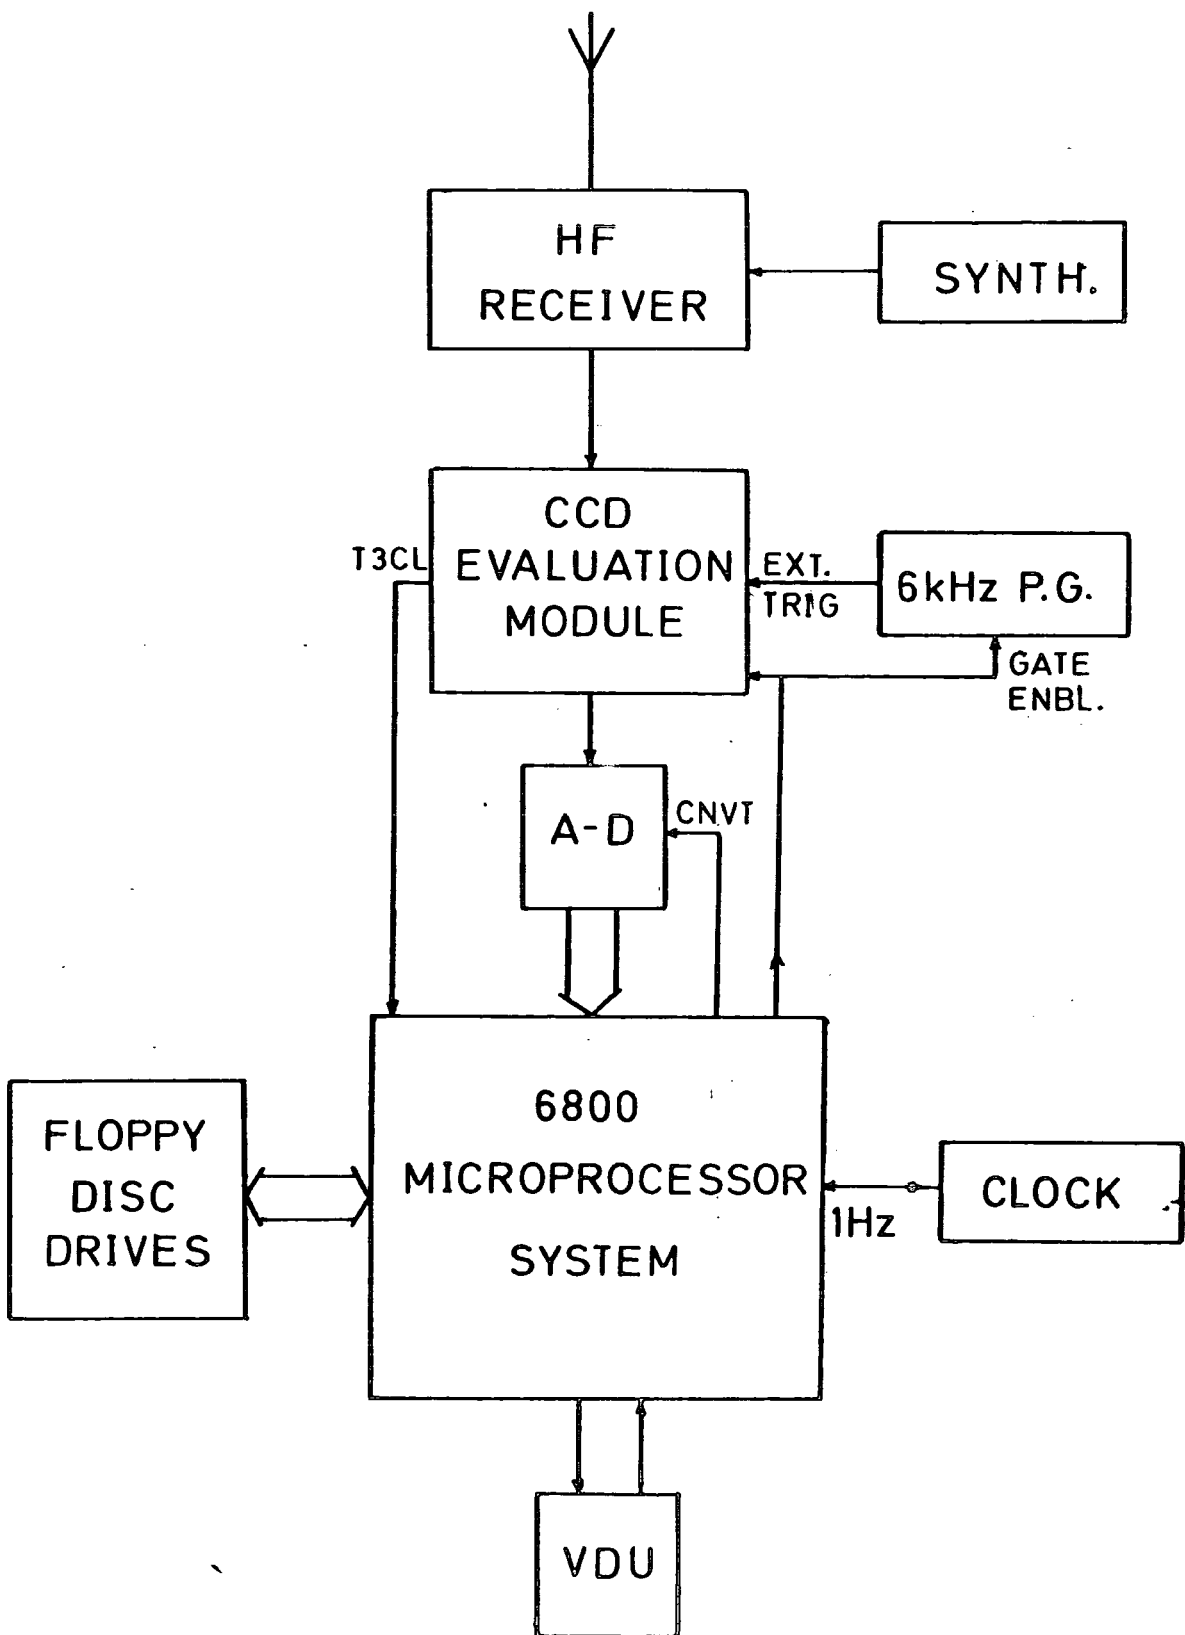 HF
RECEIVER
SYNTH.
CCD
EVALUATION
MODULE
T3CL
EXT.
TRIG
6kHz P.G.
GATE
ENBL.
A-D
CNVT
6800
MICROPROCESSOR
SYSTEM
FLOPPY
DISC
DRIVES
1Hz
CLOCK
VDU